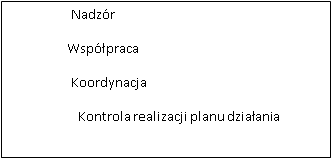 Nadzór
Współpraca
Koordynacja
Kontrola realizacji planu działania